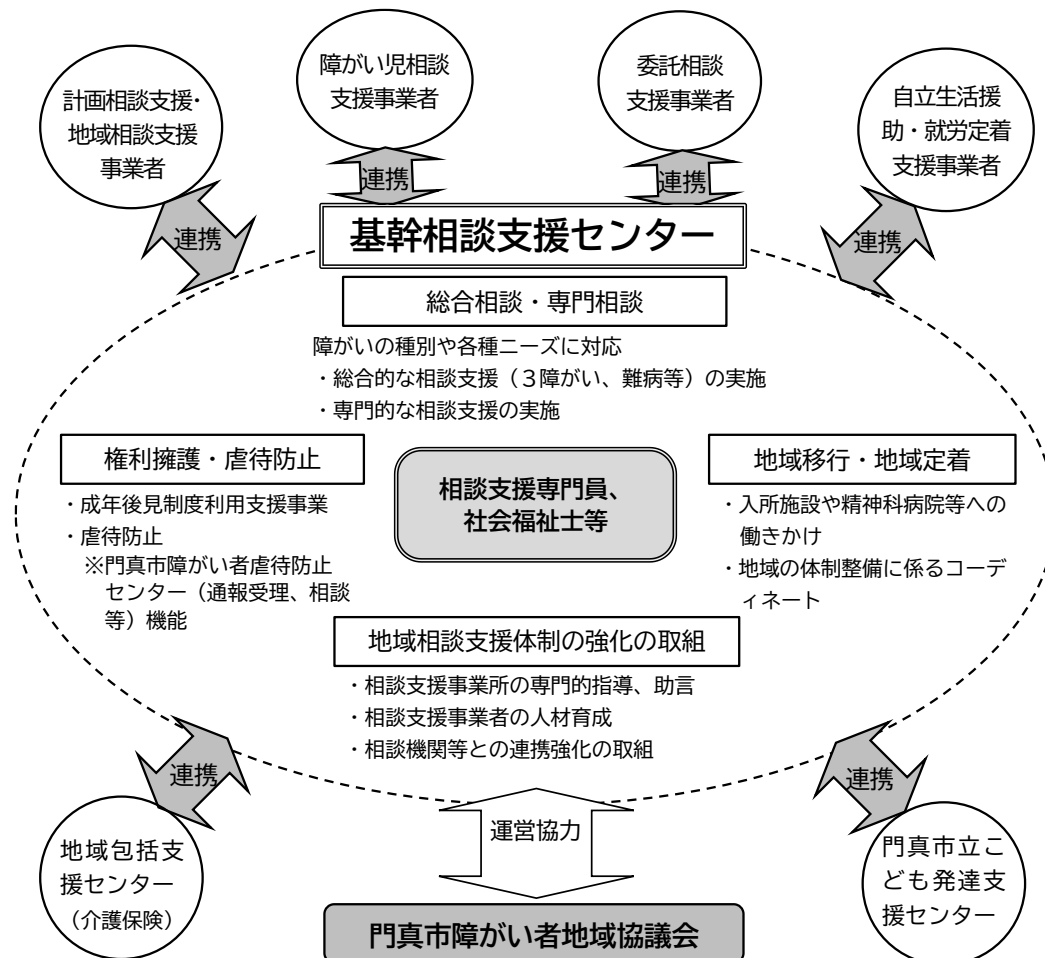 計画相談支援・
地域相談支援
事業者
障がい児相談
支援事業者
委託相談
支援事業者
自立生活援
助・就労定着
支援事業者
連携
連携
連携
連携
基幹相談支援センター
総合相談・専門相談
障がいの種別や各種ニーズに対応
・総合的な相談支援（３障がい、難病等）の実施
・専門的な相談支援の実施
権利擁護・虐待防止
・成年後見制度利用支援事業
・虐待防止
※門真市障がい者虐待防止
センター（通報受理、相談
等）機能
相談支援専門員、
社会福祉士等
地域移行・地域定着
・入所施設や精神科病院等への
働きかけ
・地域の体制整備に係るコーデ
ィネート
地域相談支援体制の強化の取組
・相談支援事業所の専門的指導、助言
・相談支援事業者の人材育成
・相談機関等との連携強化の取組
連携
運営協力
連携
地域包括支
援センター
（介護保険）
門真市立こ
ども発達支
援センター
門真市障がい者地域協議会